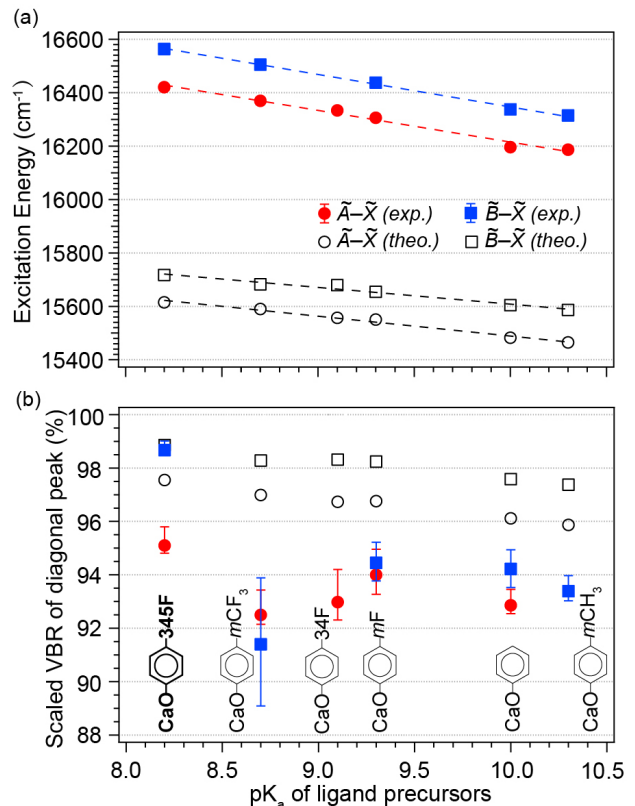 (a)
Excitation Energy (cm⁻¹)
16600
16400
16200
16000
15800
15600
15400
Ã–X̃ (exp.)
B̃–X̃ (exp.)
Ã–X̃ (theo.)
B̃–X̃ (theo.)
(b)
Scaled VBR of diagonal peak (%)
100
98
96
94
92
90
88
CaO 345F
CaO mCF₃
CaO 34F
CaO mF
CaO
CaO mCH₃
8.0 8.5 9.0 9.5 10.0 10.5
pKₐ of ligand precursors